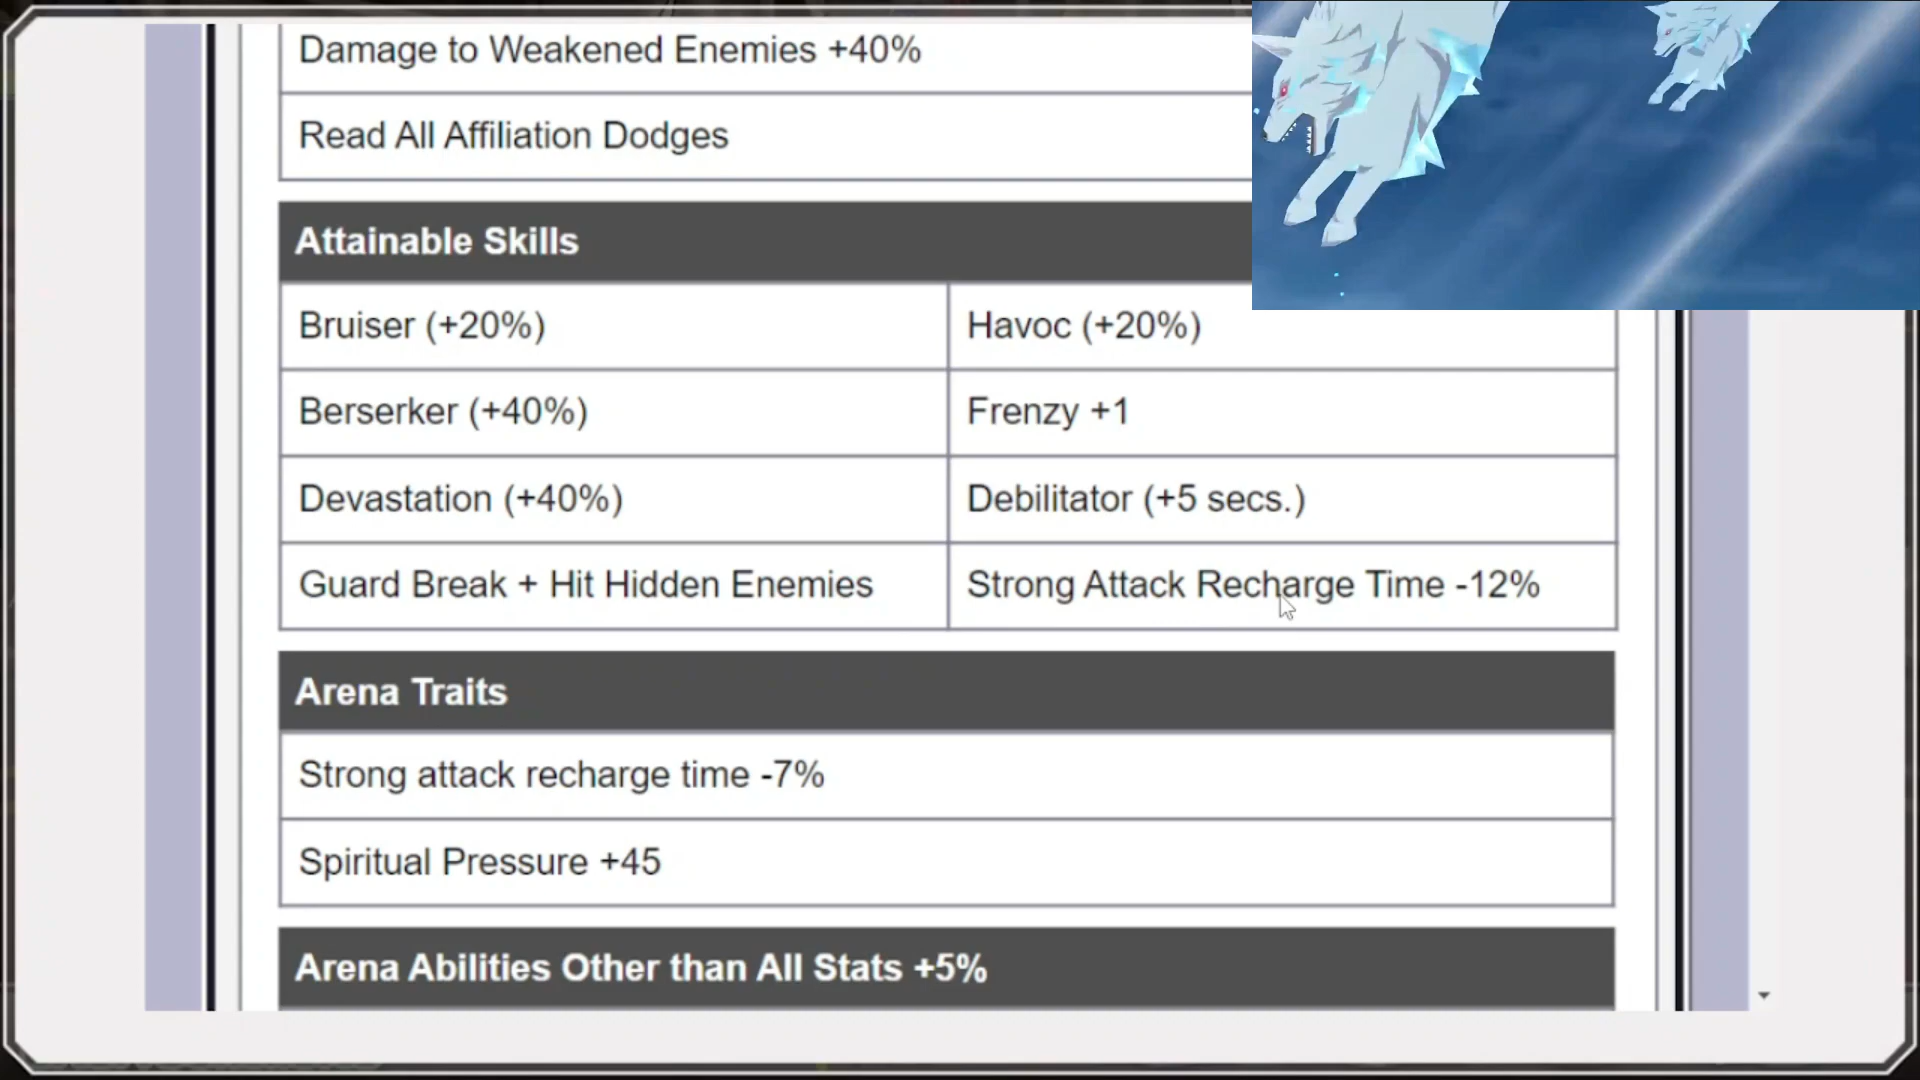 Damage to Weakened Enemies +40%
Read All Affiliation Dodges
Attainable Skills
Bruiser (+20%)
Havoc (+20%)
Berserker (+40%)
Frenzy +1
Devastation (+40%)
Debilitator (+5 secs.)
Guard Break + Hit Hidden Enemies
Strong Attack Recharge Time -12%
Arena Traits
Strong attack recharge time -7%
Spiritual Pressure +45
Arena Abilities Other than All Stats +5%